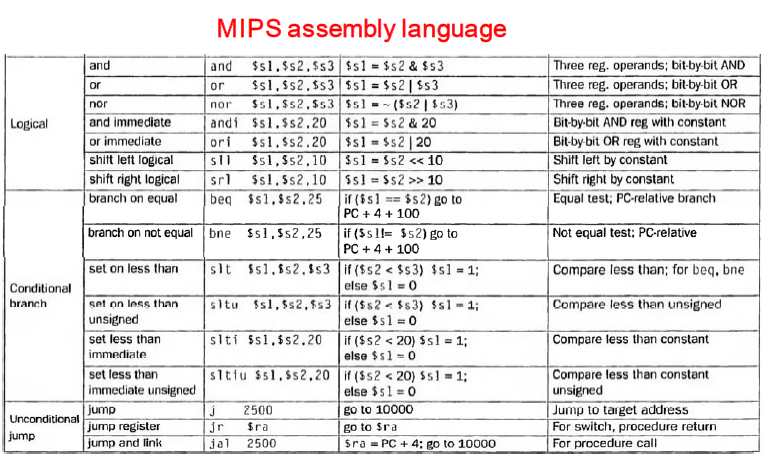 MIPS assembly language
Logical
and and $s1,$s2,$s3 $s1 = $s2 & $s3 Three reg. operands; bit-by-bit AND
or or $s1,$s2,$s3 $s1 = $s2 | $s3 Three reg. operands; bit-by-bit OR
nor nor $s1,$s2,$s3 $s1 = ~ ($s2 | $s3) Three reg. operands; bit-by-bit NOR
and immediate andi $s1,$s2,20 $s1 = $s2 & 20 Bit-by-bit AND reg with constant
or immediate ori $s1,$s2,20 $s1 = $s2 | 20 Bit-by-bit OR reg with constant
shift left logical sll $s1,$s2,10 $s1 = $s2 << 10 Shift left by constant
shift right logical srl $s1,$s2,10 $s1 = $s2 >> 10 Shift right by constant
Conditional
branch
branch on equal beq $s1,$s2,25 if ($s1 == $s2) go to Equal test; PC-relative branch
PC + 4 + 100
branch on not equal bne $s1,$s2,25 if ($s1!= $s2) go to Not equal test; PC-relative
PC + 4 + 100
set on less than slt $s1,$s2,$s3 if ($s2 < $s3) $s1 = 1; Compare less than; for beq, bne
else $s1 = 0
set on less than sltu $s1,$s2,$s3 if ($s2 < $s3) $s1 = 1; Compare less than unsigned
unsigned else $s1 = 0
set less than slti $s1,$s2,20 if ($s2 < 20) $s1 = 1; Compare less than constant
immediate else $s1 = 0
set less than sltiu $s1,$s2,20 if ($s2 < 20) $s1 = 1; Compare less than constant
immediate unsigned else $s1 = 0 unsigned
Unconditional
jump
jump j 2500 go to 10000 Jump to target address
jump register jr $ra go to $ra For switch, procedure return
jump and link jal 2500 $ra = PC + 4; go to 10000 For procedure call